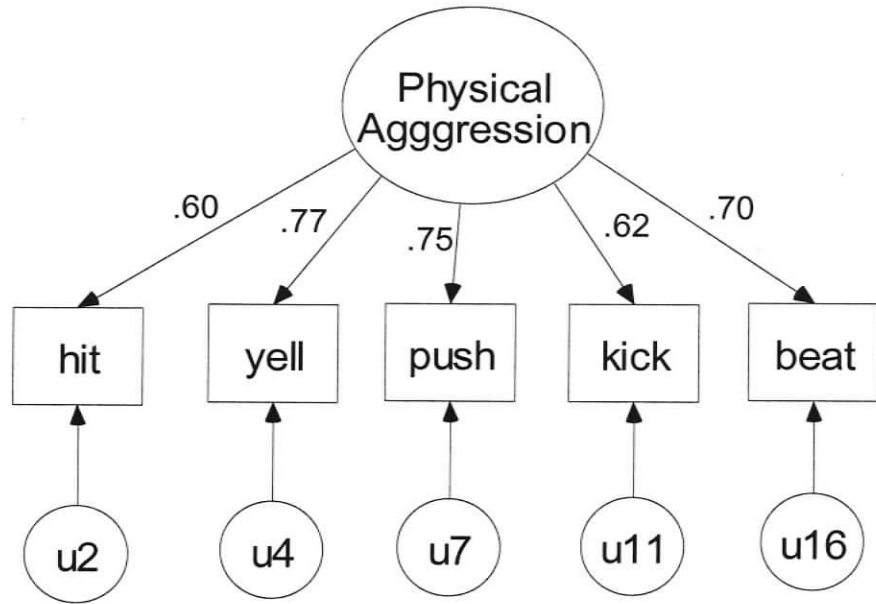 Physical
Agggression
.60
.77
.75
.62
.70
hit
yell
push
kick
beat
u2
u4
u7
u11
u16